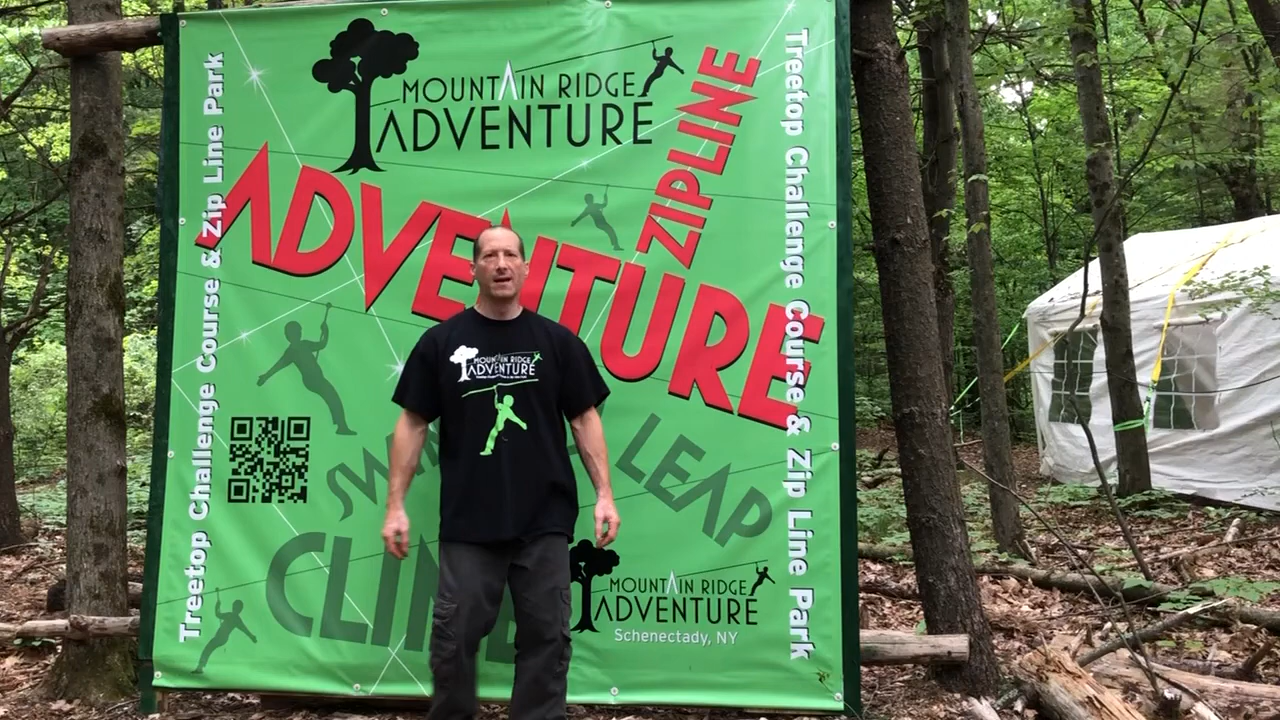 MOUNTAIN RIDGE
ADVENTURE
ZIPLINE
ADVENTURE
Treetop Challenge Course & Zip Line Park
Treetop Challenge Course & Zip Line Park
MOUNTAIN RIDGE
ADVENTURE
LEAP
MOUNTAIN RIDGE
ADVENTURE
Schenectady, NY